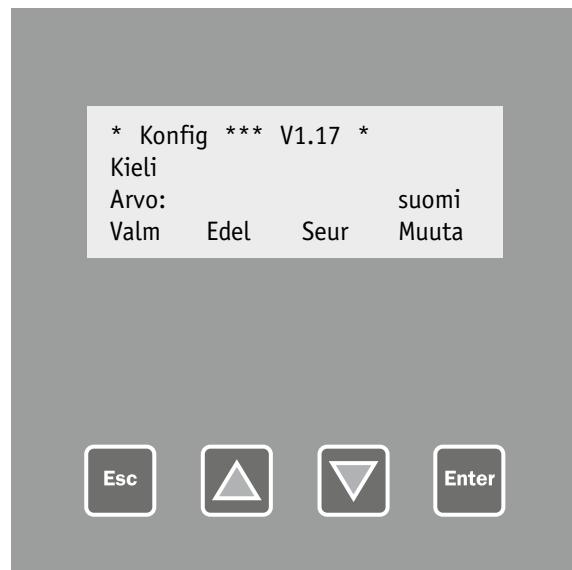 * Konfig *** V1.17 *
Kieli
Arvo: suomi
Valm Edel Seur Muuta
Esc Enter